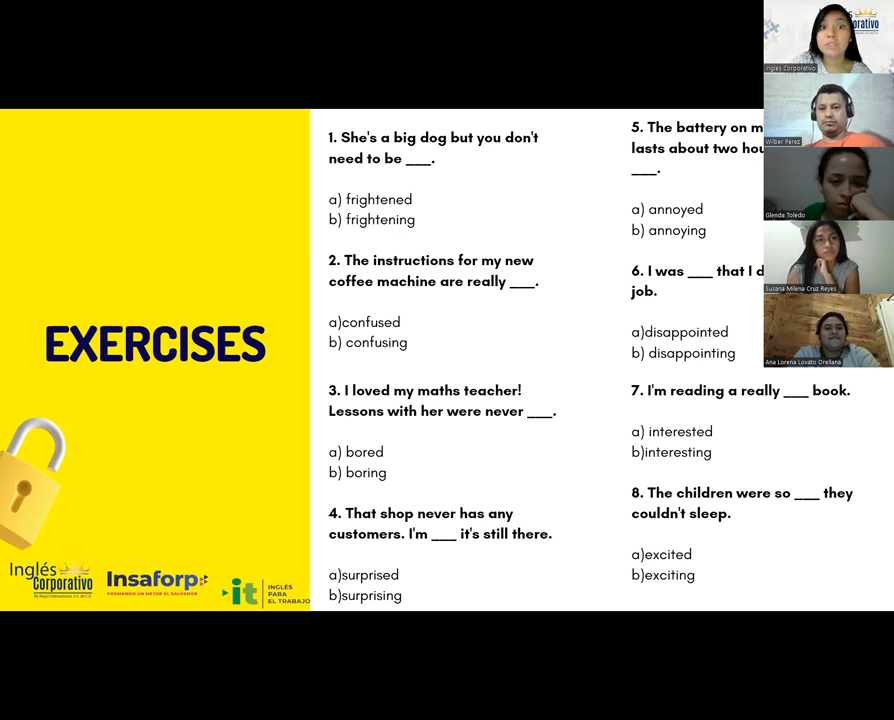 EXERCISES
Inglés
Corporativo
Insaforp
FORMANDO UN MEJOR EL SALVADOR
it
INGLÉS
PARA
EL TRABAJO
1. She's a big dog but you don't
need to be ___.
a) frightened
b) frightening
2. The instructions for my new
coffee machine are really ___.
a)confused
b) confusing
3. I loved my maths teacher!
Lessons with her were never ___.
a) bored
b) boring
4. That shop never has any
customers. I'm ___ it's still there.
a)surprised
b)surprising
5. The battery on m
lasts about two hou
___.
a) annoyed
b) annoying
6. I was ___ that I d
job.
a)disappointed
b) disappointing
7. I'm reading a really ___ book.
a) interested
b)interesting
8. The children were so ___ they
couldn't sleep.
a)excited
b)exciting
Inglés Corporativo
Wilber Perez
Glenda Toledo
Susana Milena Cruz Reyes
Ana Lorena Lovato Orellana